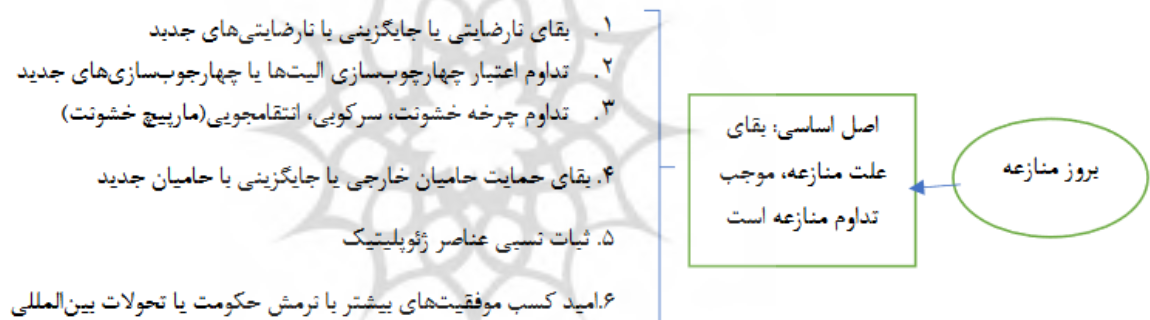 بروز منازعه
اصل اساسی: بقای
علت منازعه، موجب
تداوم منازعه است
۱. بقای نارضایتی یا جایگزینی با نارضایتی‌های جدید
۲. تداوم اعتبار چهارچوب‌سازی الیت‌ها یا چهارچوب‌سازی‌های جدید
۳. تداوم چرخه خشونت، سرکوبی، انتقامجویی(مارپیچ خشونت)
۴. بقای حمایت حامیان خارجی یا جایگزینی با حامیان جدید
۵. ثبات نسبی عناصر ژئوپلیتیک
۶.امید کسب موفقیت‌های بیشتر با نرمش حکومت یا تحولات بین‌المللی